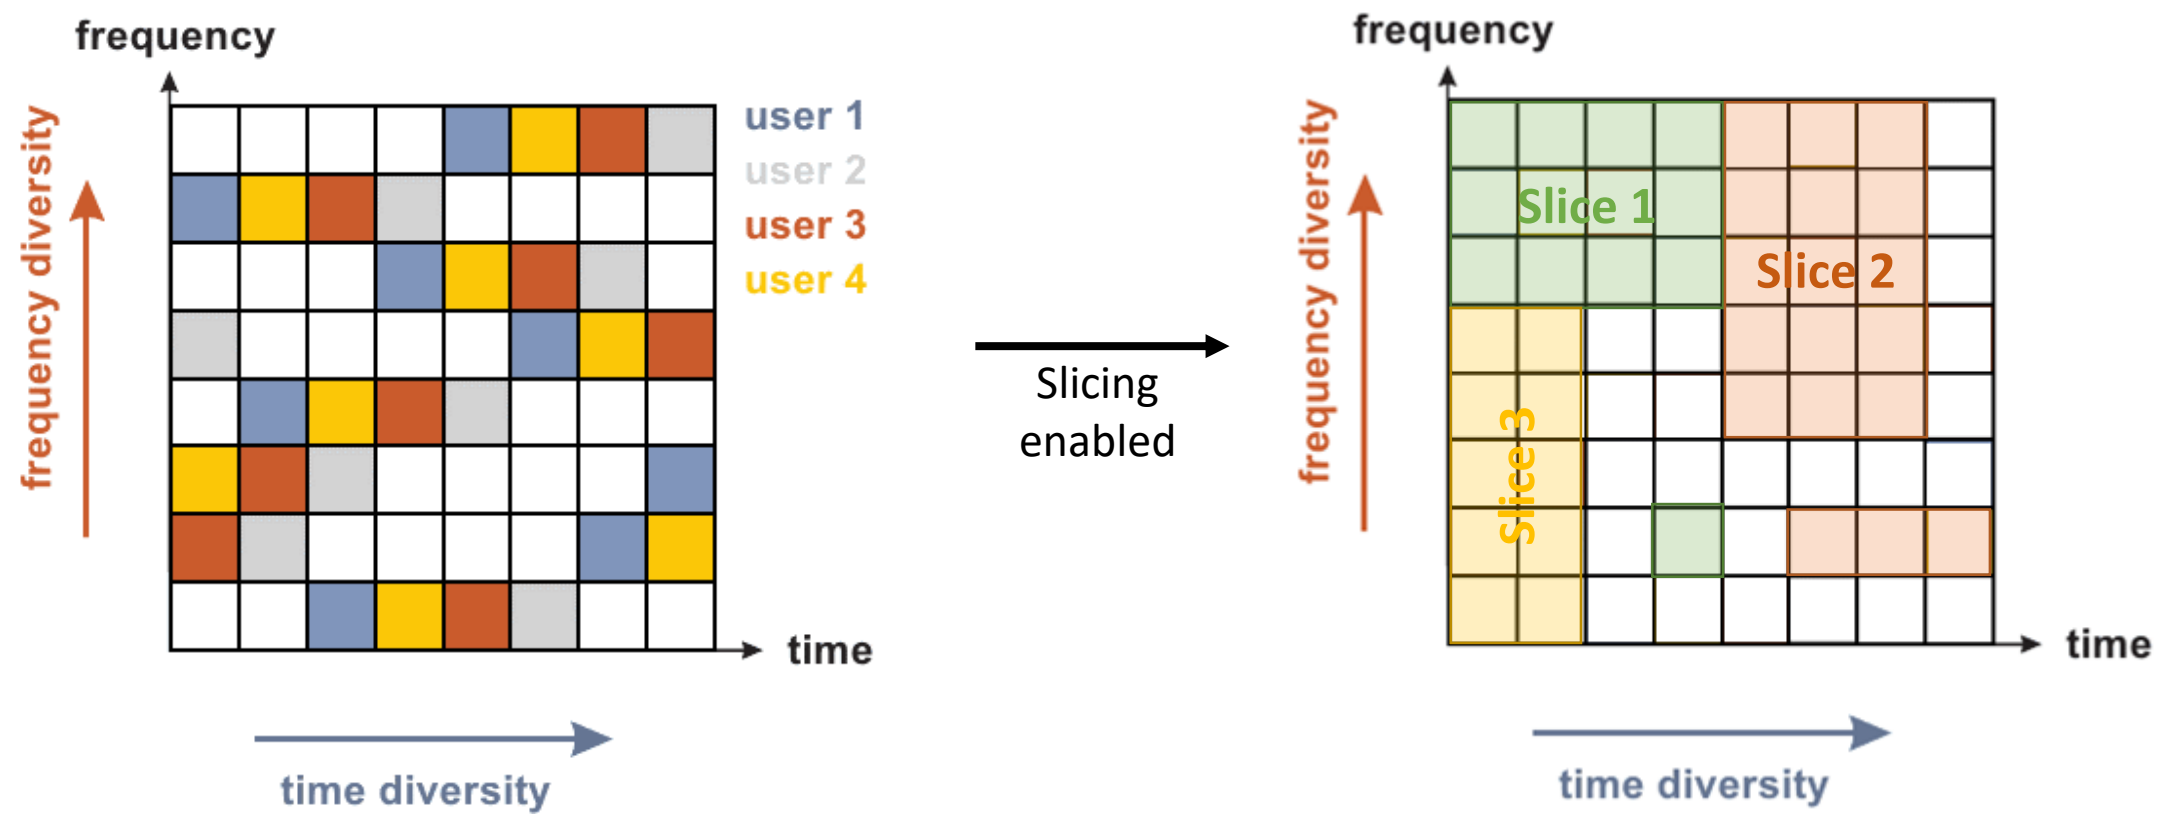 frequency
frequency diversity
user 1
user 2
user 3
user 4
time
time diversity
Slicing
enabled
frequency
frequency diversity
Slice 1
Slice 2
Slice 3
time
time diversity